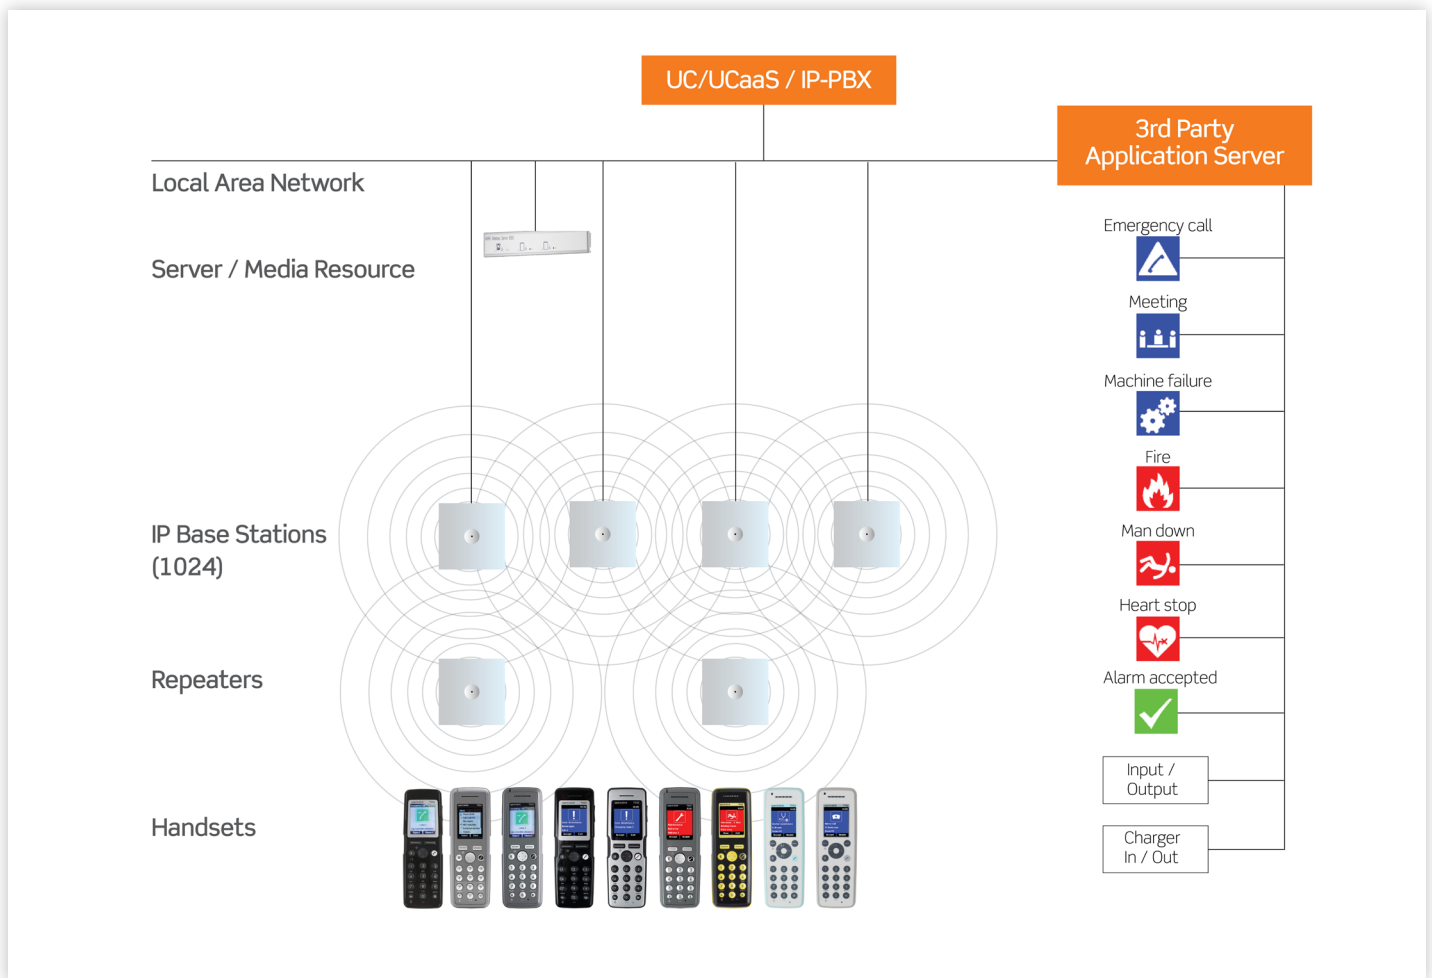 UC/UCaaS / IP-PBX
3rd Party
Application Server
Local Area Network
Server / Media Resource
Emergency call
Meeting
Machine failure
Fire
IP Base Stations
(1024)
Man down
Heart stop
Repeaters
Alarm accepted
Input /
Output
Handsets
Charger
In / Out